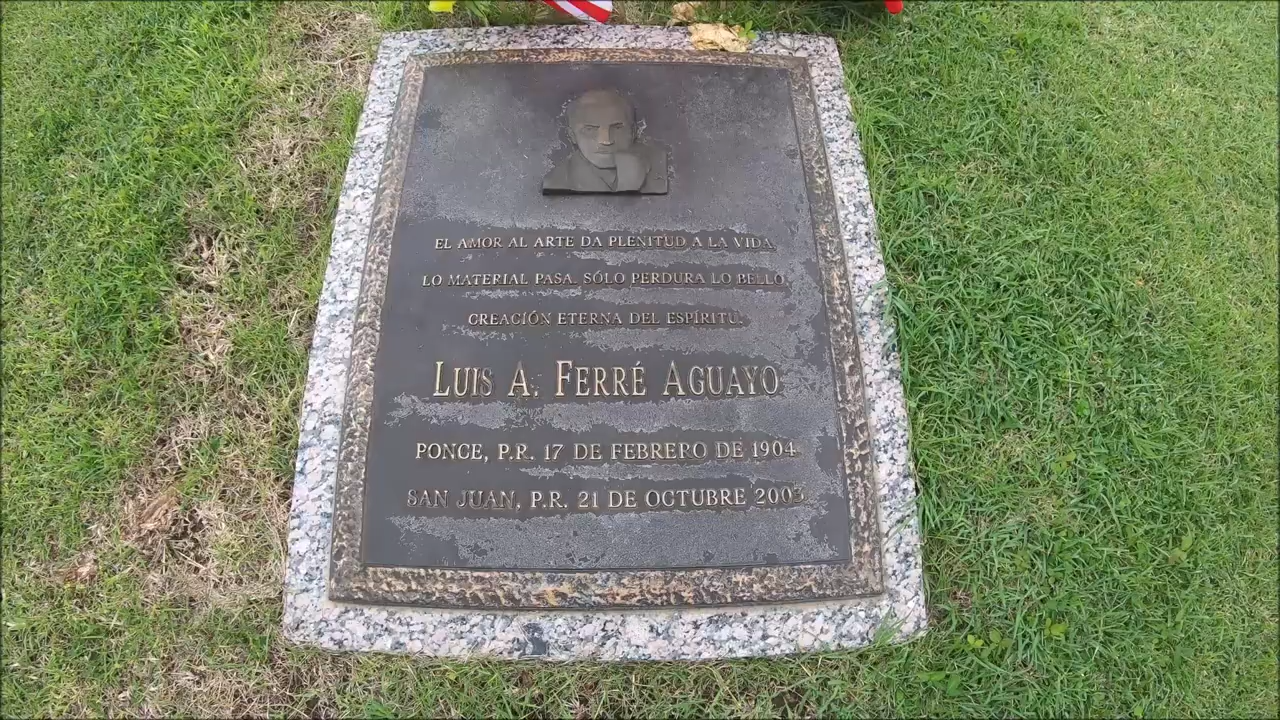 EL AMOR AL ARTE DA PLENITUD A LA VIDA.
LO MATERIAL PASA. SÓLO PERDURA LO BELLO,
CREACIÓN ETERNA DEL ESPÍRITU.
LUIS A. FERRÉ AGUAYO
PONCE, P.R. 17 DE FEBRERO DE 1904
SAN JUAN, P.R. 21 DE OCTUBRE 2003